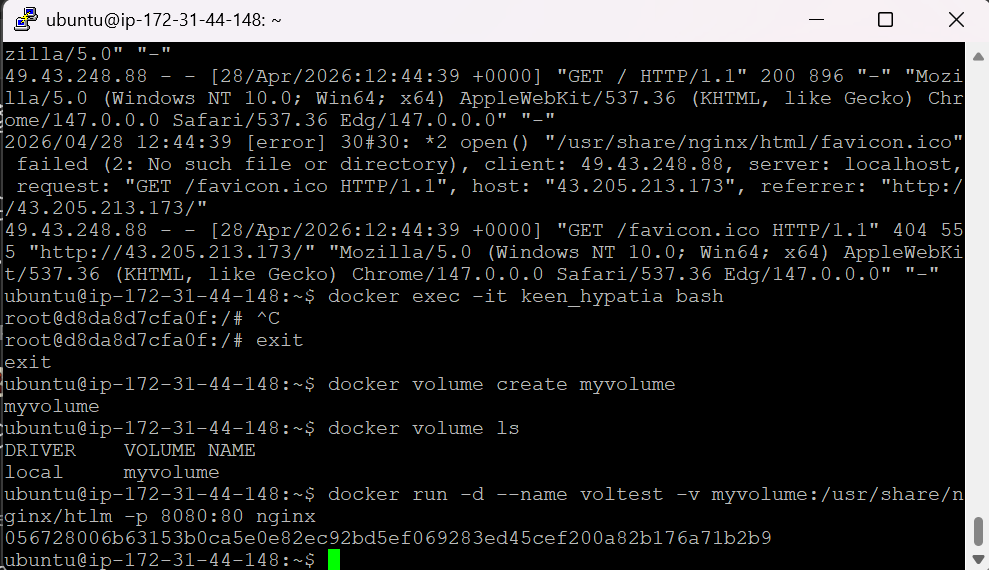 ubuntu@ip-172-31-44-148: ~
zilla/5.0" "-"
49.43.248.88 - - [28/Apr/2026:12:44:39 +0000] "GET / HTTP/1.1" 200 896 "-" "Mozi
lla/5.0 (Windows NT 10.0; Win64; x64) AppleWebKit/537.36 (KHTML, like Gecko) Chr
ome/147.0.0.0 Safari/537.36 Edg/147.0.0.0" "-"
2026/04/28 12:44:39 [error] 30#30: *2 open() "/usr/share/nginx/html/favicon.ico"
 failed (2: No such file or directory), client: 49.43.248.88, server: localhost,
 request: "GET /favicon.ico HTTP/1.1", host: "43.205.213.173", referrer: "http:/
/43.205.213.173/"
49.43.248.88 - - [28/Apr/2026:12:44:39 +0000] "GET /favicon.ico HTTP/1.1" 404 55
5 "http://43.205.213.173/" "Mozilla/5.0 (Windows NT 10.0; Win64; x64) AppleWebKi
t/537.36 (KHTML, like Gecko) Chrome/147.0.0.0 Safari/537.36 Edg/147.0.0.0" "-"
ubuntu@ip-172-31-44-148:~$ docker exec -it keen_hypatia bash
root@d8da8d7cfa0f:/# ^C
root@d8da8d7cfa0f:/# exit
exit
ubuntu@ip-172-31-44-148:~$ docker volume create myvolume
myvolume
ubuntu@ip-172-31-44-148:~$ docker volume ls
DRIVER    VOLUME NAME
local     myvolume
ubuntu@ip-172-31-44-148:~$ docker run -d --name voltest -v myvolume:/usr/share/n
ginx/htlm -p 8080:80 nginx
056728006b63153b0ca5e0e82ec92bd5ef069283ed45cef200a82b176a71b2b9
ubuntu@ip-172-31-44-148:~$